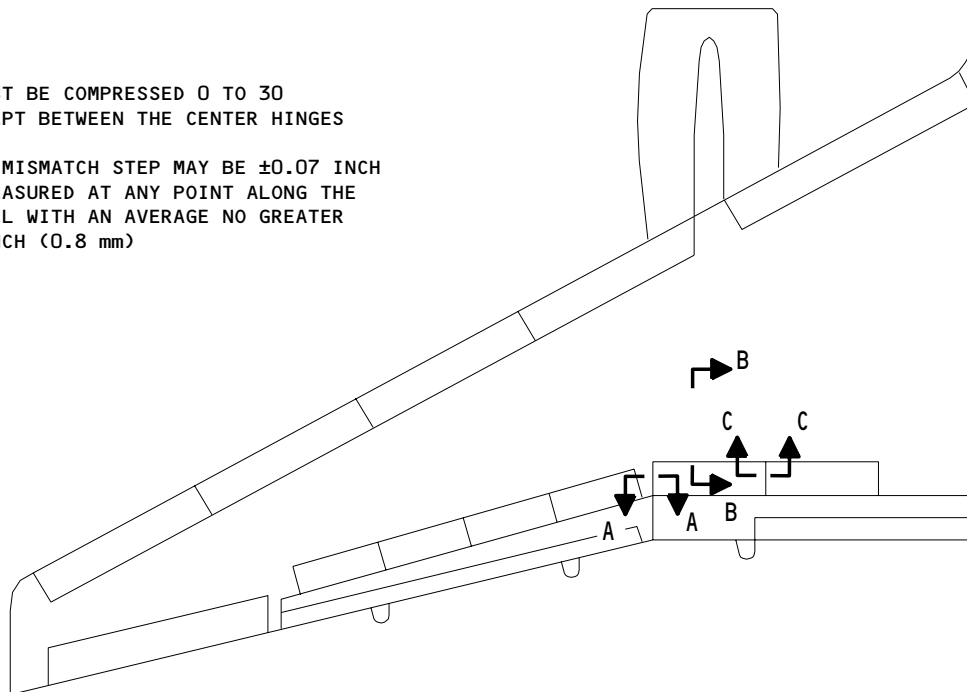 T BE COMPRESSED 0 TO 30
PT BETWEEN THE CENTER HINGES
MISMATCH STEP MAY BE ±0.07 INCH
ASURED AT ANY POINT ALONG THE
L WITH AN AVERAGE NO GREATER
CH (0.8 mm)
B
C C
A A B